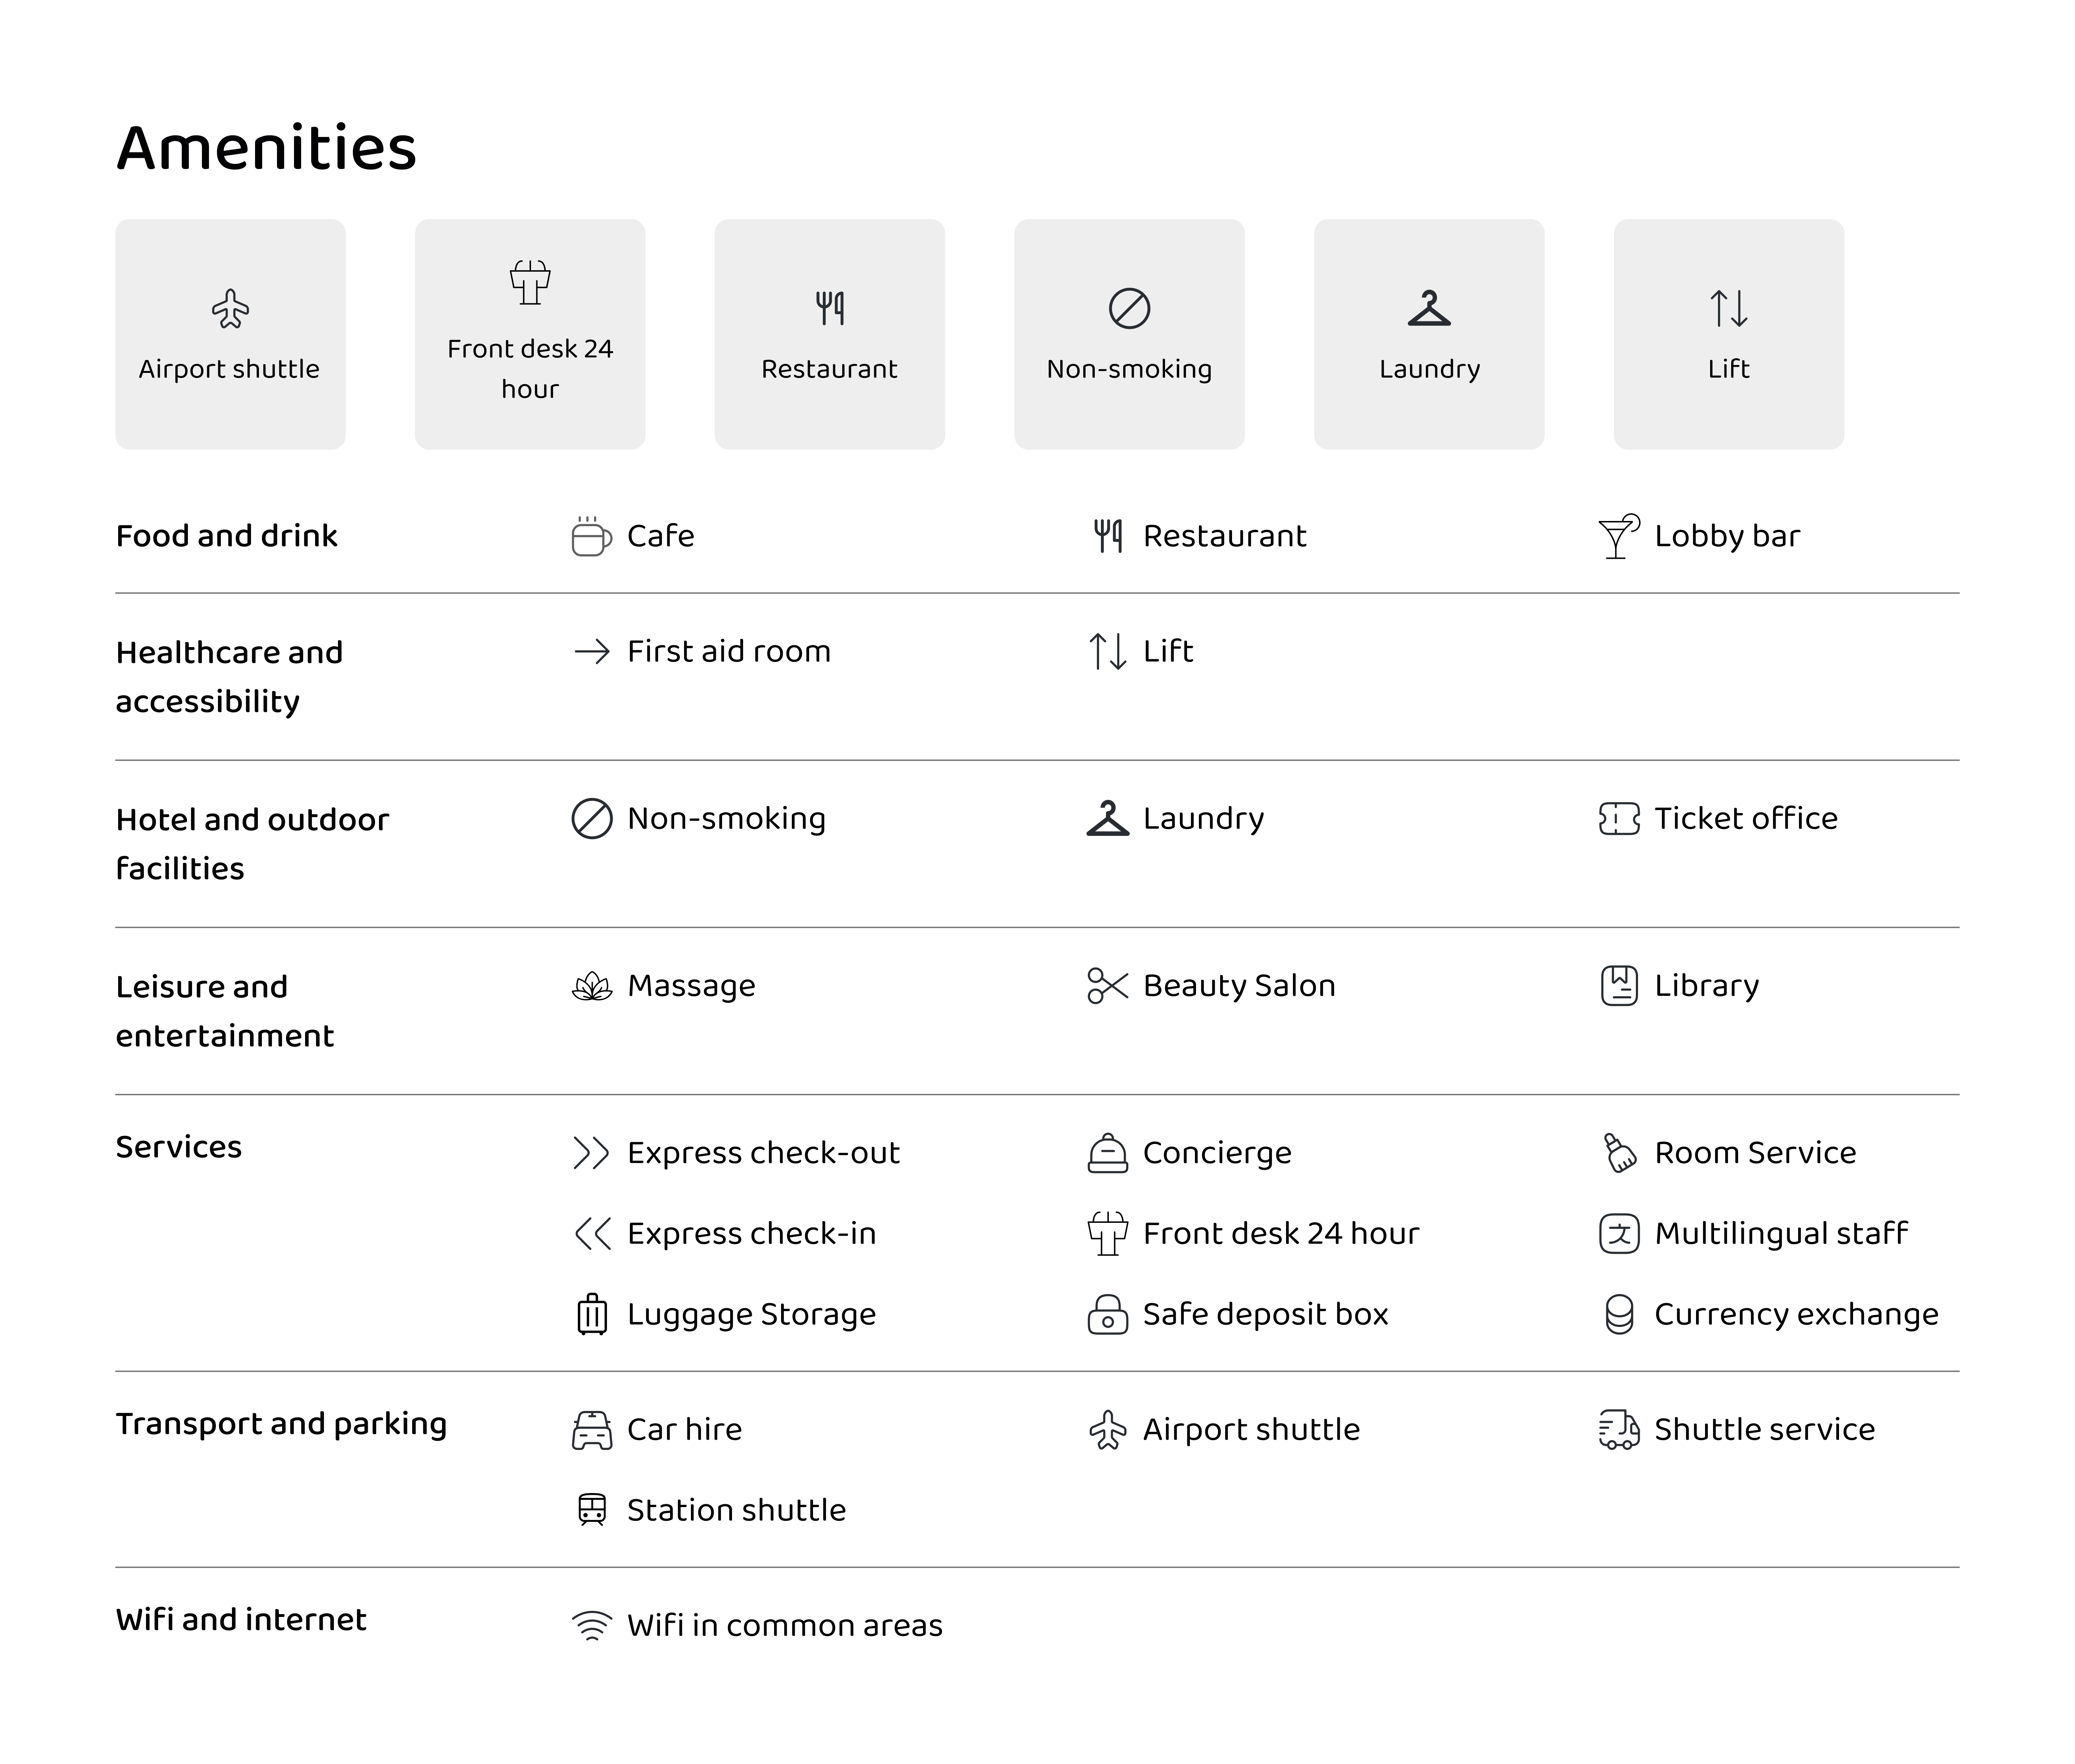 Amenities
Airport shuttle
Front desk 24
hour
Restaurant
Non-smoking
Laundry
Lift
Food and drink
Cafe
Restaurant
Lobby bar
Healthcare and
accessibility
First aid room
Lift
Hotel and outdoor
facilities
Non-smoking
Laundry
Ticket office
Leisure and
entertainment
Massage
Beauty Salon
Library
Services
Express check-out
Concierge
Room Service
Express check-in
Front desk 24 hour
文
Multilingual staff
Luggage Storage
Safe deposit box
Currency exchange
Transport and parking
Car hire
Airport shuttle
Shuttle service
Station shuttle
Wifi and internet
Wifi in common areas